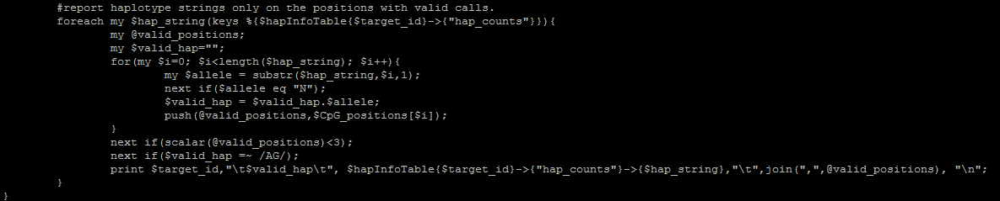 #report haplotype strings only on the positions with valid calls.
foreach my $hap_string(keys %{$hapInfoTable{$target_id}->{"hap_counts"}}){
my @valid_positions;
my $valid_hap="";
for(my $i=0; $i<length($hap_string); $i++){
my $allele = substr($hap_string,$i,1);
next if($allele eq "N");
$valid_hap = $valid_hap.$allele;
push(@valid_positions,$CpG_positions[$i]);
}
next if(scalar(@valid_positions)<3);
next if($valid_hap =~ /AG/);
print $target_id,"\t$valid_hap\t", $hapInfoTable{$target_id}->{"hap_counts"}->{$hap_string},"\t",join(",",@valid_positions), "\n";
}
}